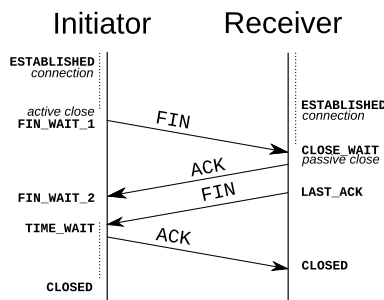 Initiator
Receiver
ESTABLISHED
connection
active close
FIN_WAIT_1
FIN
ESTABLISHED
connection
CLOSE_WAIT
passive close
ACK
FIN_WAIT_2
FIN
LAST_ACK
TIME_WAIT
ACK
CLOSED
CLOSED